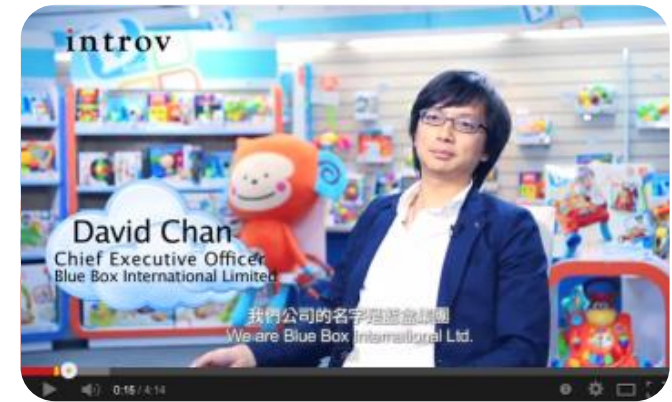 introv
David Chan
Chief Executive Officer
Blue Box International Limited
我們公司的名字是藍盒集團
We are Blue Box International Ltd.
0:15 / 4:14